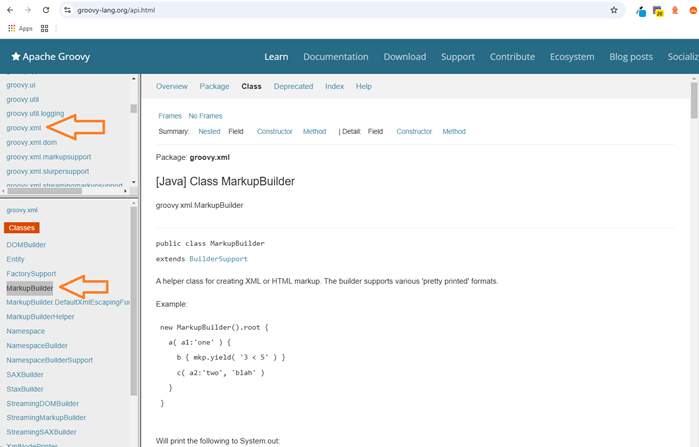 groovy-lang.org/api.html
20
Apps
Apache Groovy
Learn Documentation Download Support Contribute Ecosystem Blog posts Socializ
groovy.ui
groovy.util
groovy.util.logging
groovy.xml
groovy.xml.dom
groovy.xml.markupsupport
groovy.xml.slurpersupport
groovy.xml.streamingmarkupsupport
groovy.xml
Classes
DOMBuilder
Entity
FactorySupport
MarkupBuilder
MarkupBuilder.DefaultXmlEscapingFun
MarkupBuilderHelper
Namespace
NamespaceBuilder
NamespaceBuilderSupport
SAXBuilder
StaxBuilder
StreamingDOMBuilder
StreamingMarkupBuilder
StreamingSAXBuilder
XmlNodePrinter
Overview Package Class Deprecated Index Help
Frames No Frames
Summary: Nested Field Constructor Method | Detail: Field Constructor Method
Package: groovy.xml
[Java] Class MarkupBuilder
groovy.xml.MarkupBuilder
public class MarkupBuilder
extends BuilderSupport
A helper class for creating XML or HTML markup. The builder supports various 'pretty printed' formats.
Example:
new MarkupBuilder().root {
a( a1:'one' ) {
b { mkp.yield( '3 < 5' ) }
c( a2:'two', 'blah' )
}
}
Will print the following to System.out: